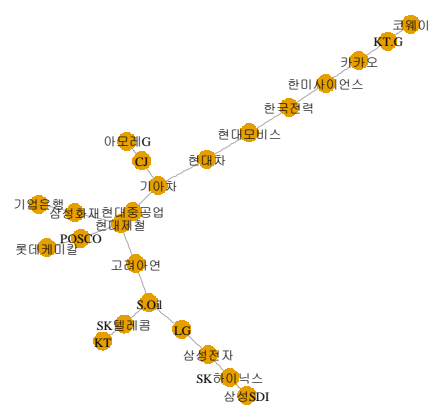 코웨이
KT.G
카카오
한미사이언스
한국전력
현대모비스
아모레G
CJ
현대차
기아차
기업은행
삼성화재
현대중공업
현대제철
POSCO
롯데케미칼
고려아연
S.Oil
SK텔레콤
LG
KT
삼성전자
SK하이닉스
삼성SDI